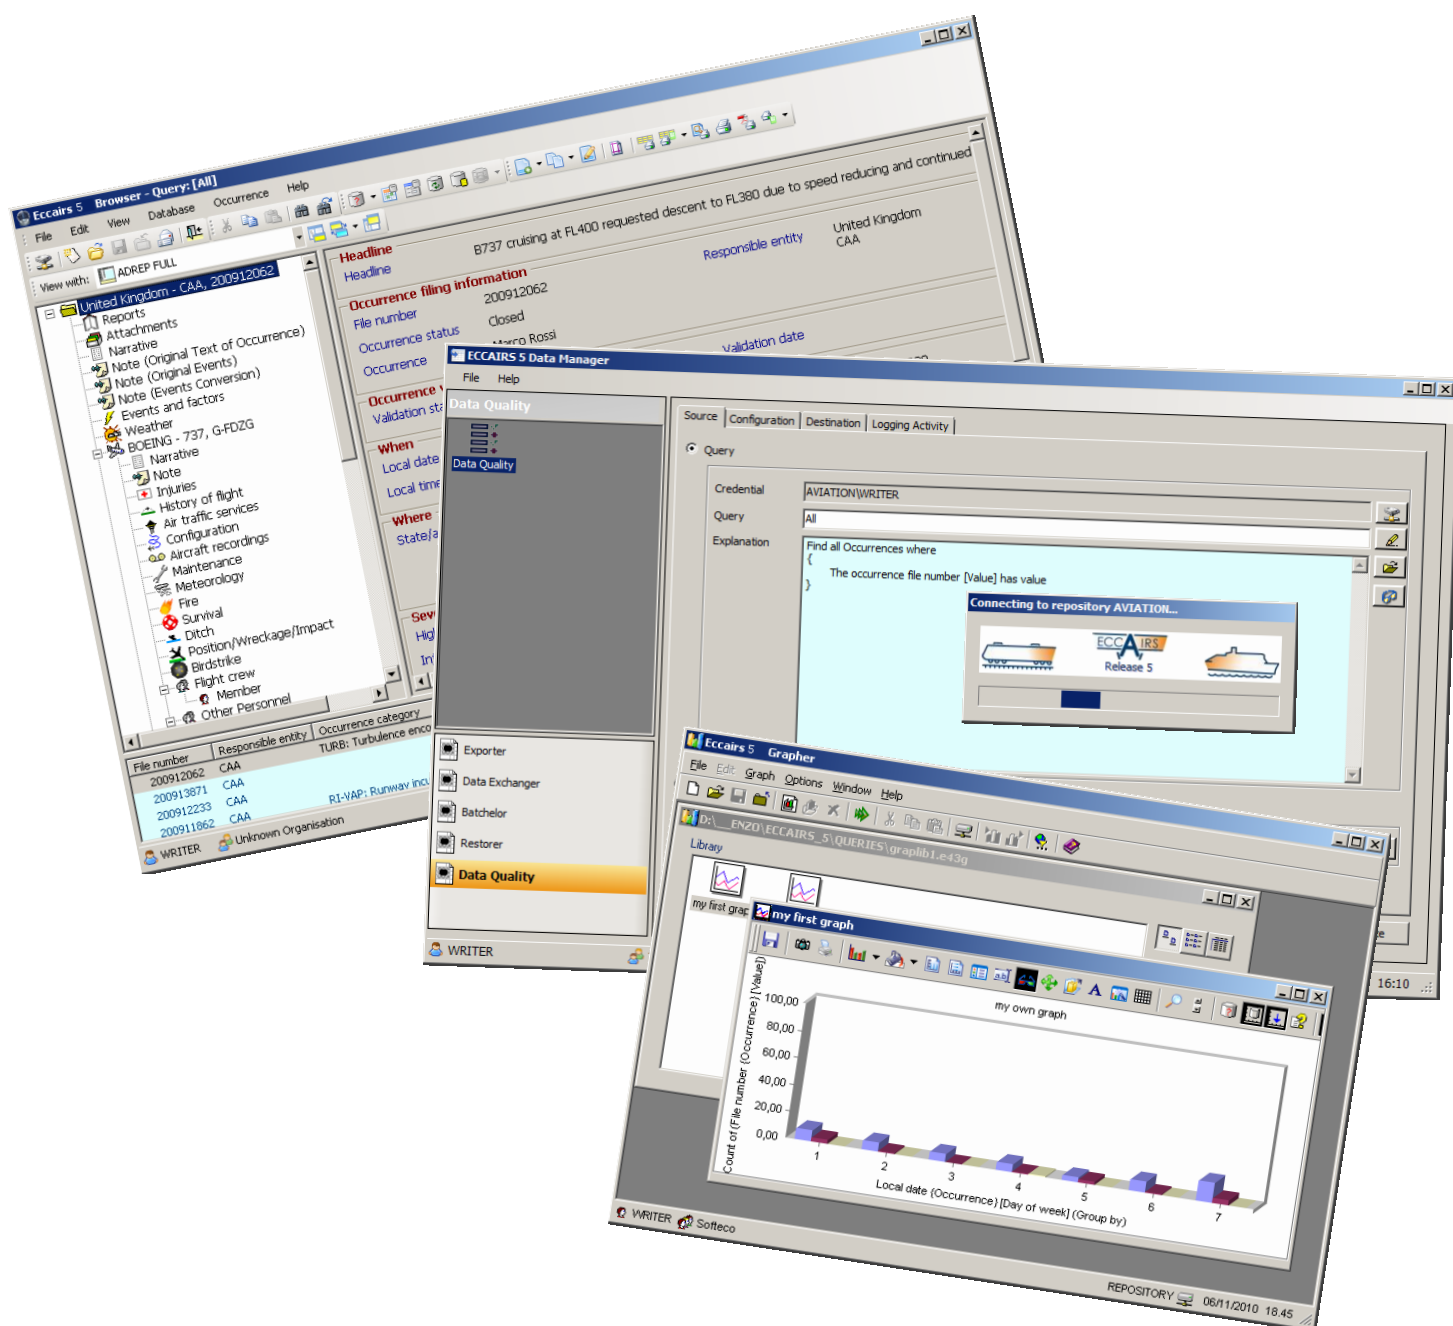 Eccairs 5 Browser - Query: [All]
File Edit View Database Occurrence Help
View with: ADREP FULL
United Kingdom - CAA, 200912062
Reports
Attachments
Narrative
Note (Original Text of Occurrence)
Note (Original Events)
Note (Events Conversion)
Events and factors
Weather
BOEING - 737, G-FDZG
Narrative
Note
Injuries
History of flight
Air traffic services
Configuration
Aircraft recordings
Maintenance
Meteorology
Fire
Survival
Ditch
Position/Wreckage/Impact
Birdstrike
Flight crew
Member
Other Personnel
Headline
Headline B737 cruising at FL400 requested descent to FL380 due to speed reducing and continued
Occurrence filing information
File number 200912062 Responsible entity United Kingdom
CAA
Occurrence status Closed
Occurrence Marco Rossi
Validation date
Occurrence
Validation
When
Local date
Local time
Where
File number Responsible entity Occurrence category
200912062 CAA TURB: Turbulence
200913871 CAA
200912233 CAA RI-VAP: Runway
200911862 CAA
WRITER Unknown Organisation
ECCAIRS 5 Data Manager
File Help
Data Quality
Data Quality
Exporter
Data Exchanger
Batchelor
Restorer
Data Quality
WRITER
Source Configuration Destination Logging Activity
Query
Credential AVIATION\WRITER
Query All
Explanation Find all Occurrences where
{
The occurrence file number [Value] has value
}
Connecting to repository AVIATION...
ECCAIRS
Release 5
16:10
Eccairs 5 Grapher
File Edit Graph Options Window Help
D:\__ENZO\ECCAIRS_5\QUERIES\graplib1.e43g
Library
my first grap
my first graph
my own graph
Count of (File number {Occurrence} [Value])
100,00
80,00
60,00
40,00
20,00
0,00
1 2 3 4 5 6 7
Local date {Occurrence} [Day of week] (Group by)
WRITER Softeco
REPOSITORY 06/11/2010 18.45